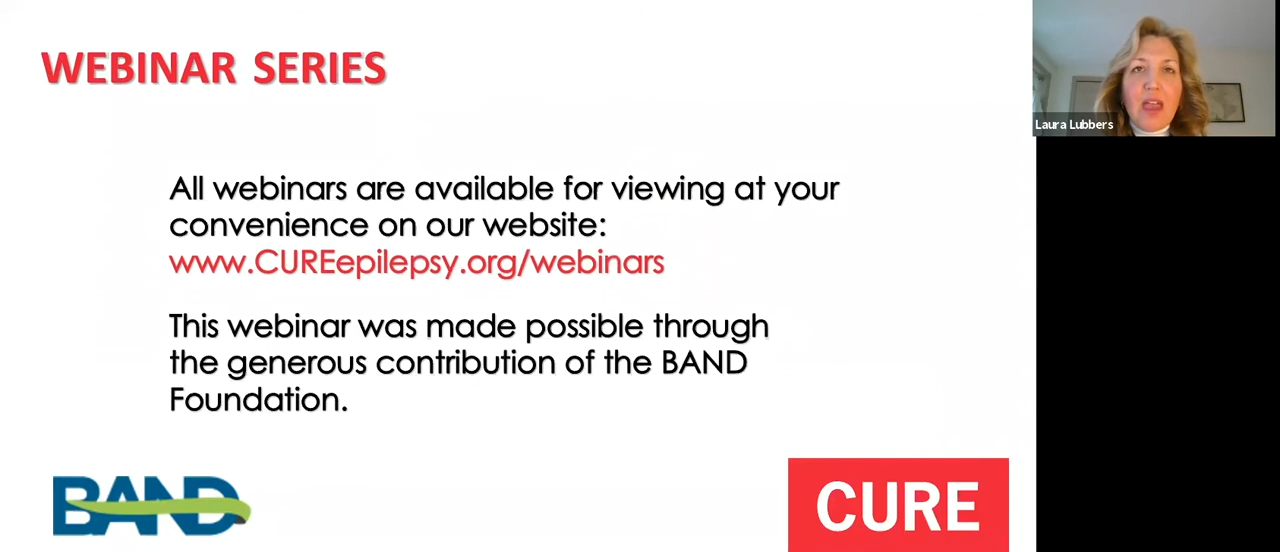 WEBINAR SERIES
Laura Lubbers
All webinars are available for viewing at your
convenience on our website:
www.CUREepilepsy.org/webinars
This webinar was made possible through
the generous contribution of the BAND
Foundation.
BAND
CURE